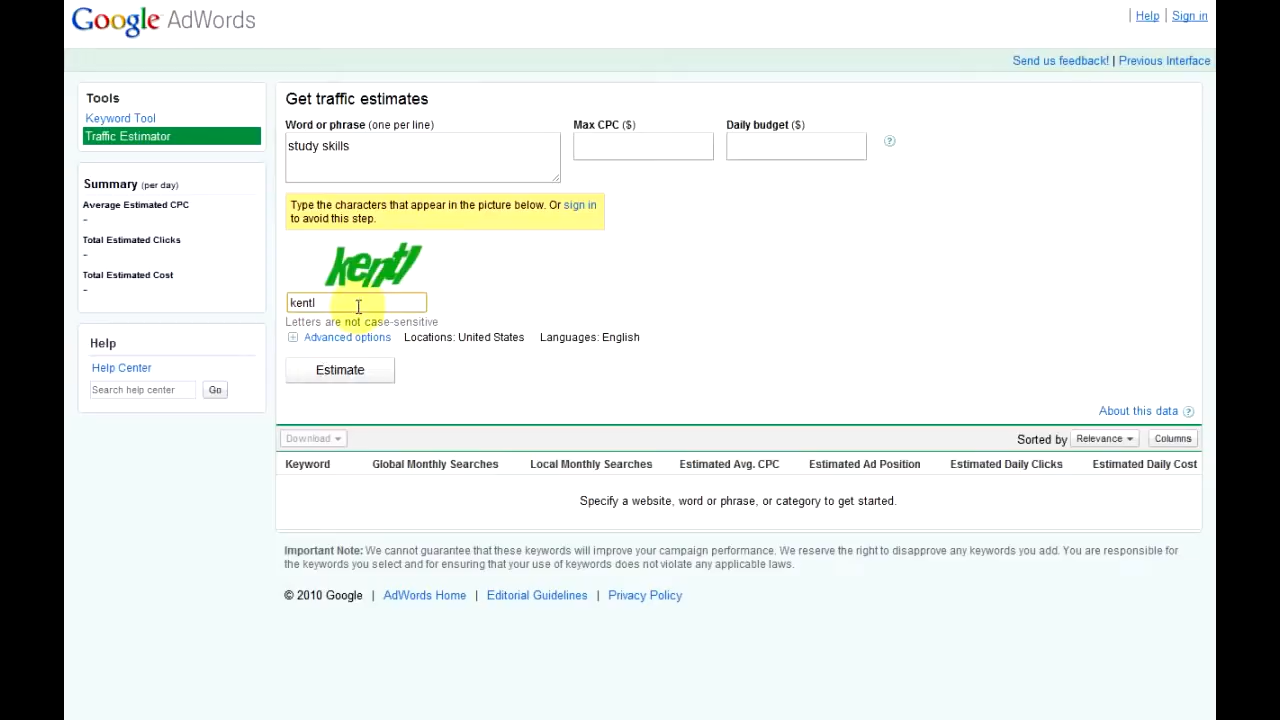 Google AdWords
Help | Sign in
Send us feedback! | Previous Interface
Tools
Keyword Tool
Traffic Estimator
Summary (per day)
Average Estimated CPC
-
Total Estimated Clicks
-
Total Estimated Cost
-
Help
Help Center
Search help center Go
Get traffic estimates
Word or phrase (one per line) Max CPC ($) Daily budget ($)
study skills
?
Type the characters that appear in the picture below. Or sign in
to avoid this step.
kentl
kentl
Letters are not case-sensitive
Advanced options Locations: United States Languages: English
Estimate
About this data ?
Download Sorted by Relevance Columns
Keyword Global Monthly Searches Local Monthly Searches Estimated Avg. CPC Estimated Ad Position Estimated Daily Clicks Estimated Daily Cost
Specify a website, word or phrase, or category to get started.
Important Note: We cannot guarantee that these keywords will improve your campaign performance. We reserve the right to disapprove any keywords you add. You are responsible for
the keywords you select and for ensuring that your use of keywords does not violate any applicable laws.
© 2010 Google | AdWords Home | Editorial Guidelines | Privacy Policy